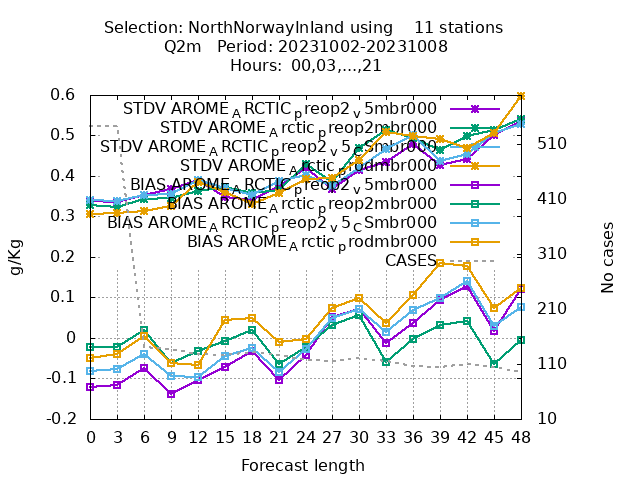 Selection: NorthNorwayInland using 11 stations
Q2m Period: 20231002-20231008
Hours: 00,03,...,21
0.6
STDV AROME_ARCTIC_preop2_v5mbr000
STDV AROME_Arctic_preop2mbr000
0.5
510
STDV AROME_ARCTIC_preop2_v5_CSmbr000
STDV AROME_Arctic_prodmbr000
0.4
BIAS AROME_ARCTIC_preop2_v5mbr000
410
BIAS AROME_Arctic_preop2mbr000
0.3
BIAS AROME_ARCTIC_preop2_v5_CSmbr000
BIAS AROME_Arctic_prodmbr000
0.2
CASES
310
g/Kg
No cases
0.1
210
0
110
-0.1
-0.2
10
0 3 6 9 12 15 18 21 24 27 30 33 36 39 42 45 48
Forecast length